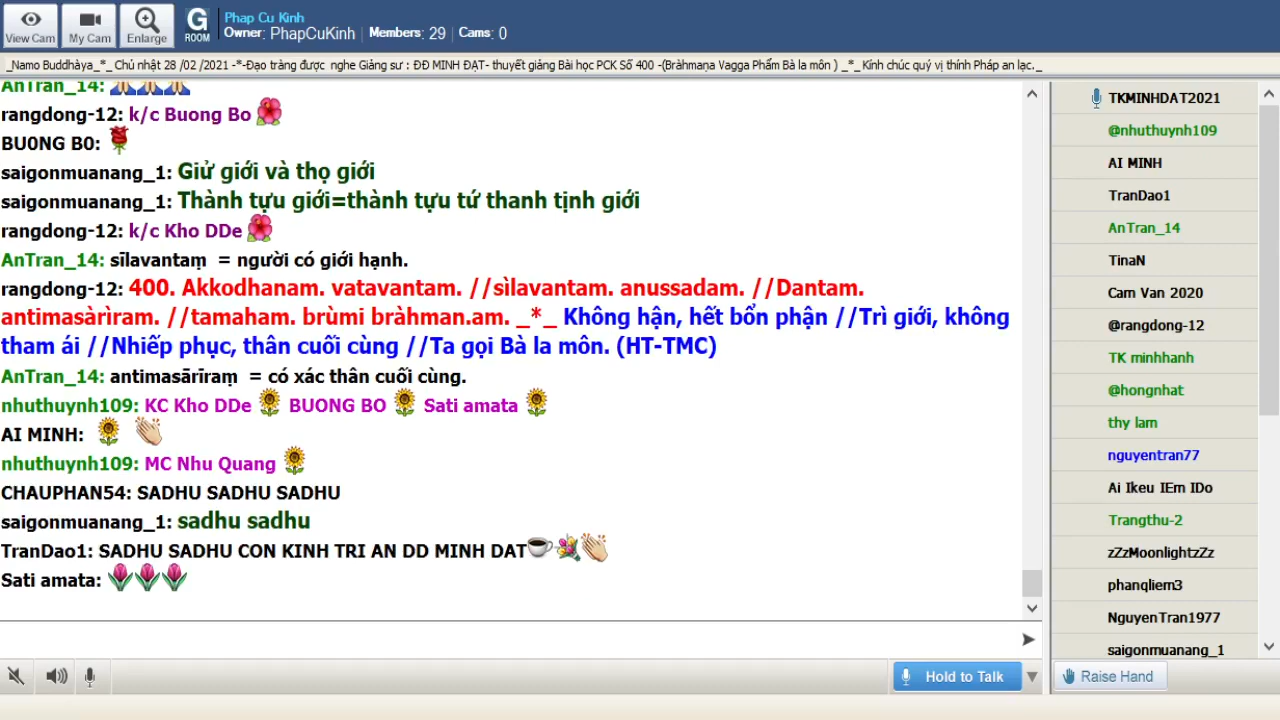 Phap Cu Kinh
Owner: PhapCuKinh | Members: 29 | Cams: 0
View Cam
My Cam
Enlarge
G ROOM
_Namo Buddhàya_*_ Chủ nhật 28 /02 /2021 -*-Đạo tràng được nghe Giảng sư : ĐĐ MINH ĐẠT- thuyết giảng Bài học PCK Số 400 -(Bràhmaṇa Vagga Phẩm Bà la môn ) _*_Kính chúc quý vị thính Pháp an lạc._
AnTran_14:
rangdong-12: k/c Buong Bo
BU0NG B0:
saigonmuanang_1: Giử giới và thọ giới
saigonmuanang_1: Thành tựu giới=thành tựu tứ thanh tịnh giới
rangdong-12: k/c Kho DDe
AnTran_14: sīlavantaṃ = người có giới hạnh.
rangdong-12: 400. Akkodhanam. vatavantam. //sìlavantam. anussadam. //Dantam.
antimasàrìram. //tamaham. brùmi bràhman.am. _*_ Không hận, hết bổn phận //Trì giới, không
tham ái //Nhiếp phục, thân cuối cùng //Ta gọi Bà la môn. (HT-TMC)
AnTran_14: antimasārīraṃ = có xác thân cuối cùng.
nhuthuynh109: KC Kho DDe BUONG BO Sati amata
AI MINH:
nhuthuynh109: MC Nhu Quang
CHAUPHAN54: SADHU SADHU SADHU
saigonmuanang_1: sadhu sadhu
TranDao1: SADHU SADHU CON KINH TRI AN DD MINH DAT
Sati amata:
Hold to Talk
TKMINHDAT2021
@nhuthuynh109
AI MINH
TranDao1
AnTran_14
TinaN
Cam Van 2020
@rangdong-12
TK minhhanh
@hongnhat
thy lam
nguyentran77
Ai Ikeu IEm IDo
Trangthu-2
zZzMoonlightzZz
phanqliem3
NguyenTran1977
saigonmuanang_1
Raise Hand